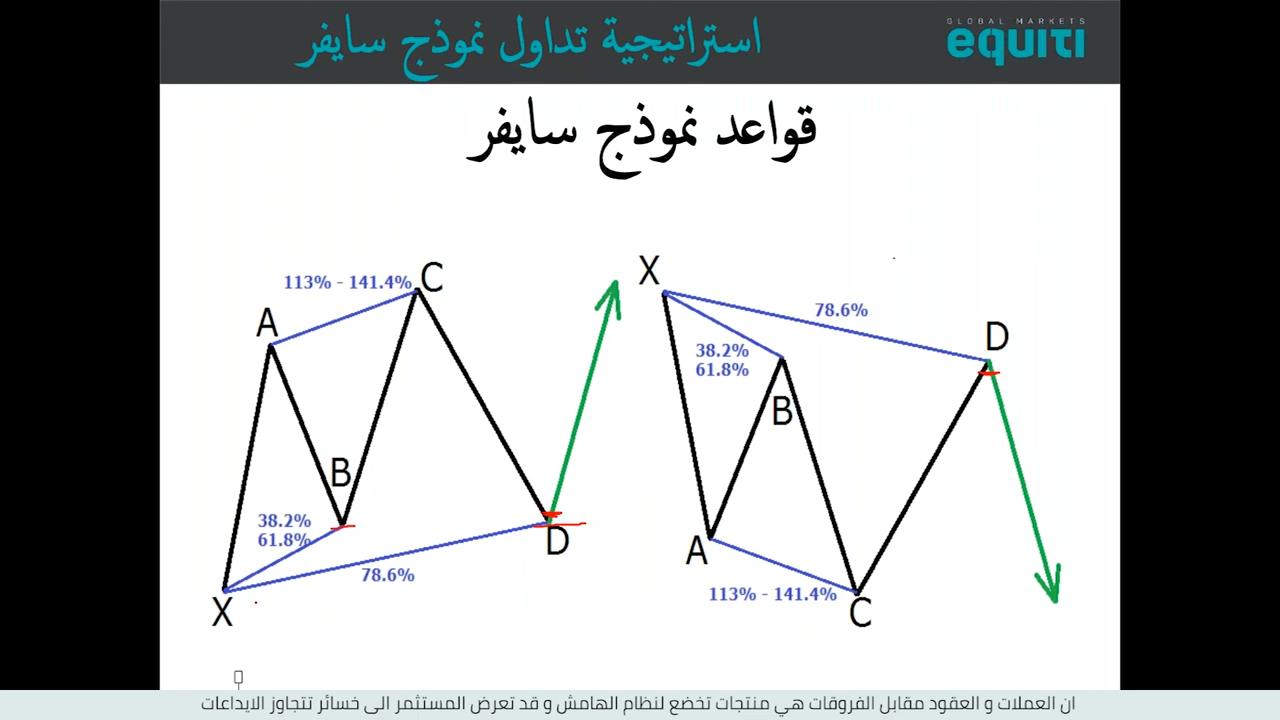 استراتيجية تداول نموذج سايفر
GLOBAL MARKETS
equiti
قواعد نموذج سايفر
113% - 141.4%
C
A
B
38.2%
61.8%
X
78.6%
D
X
78.6%
D
38.2%
61.8%
B
A
113% - 141.4%
C
ان العملات و العقود مقابل الفروقات هي منتجات تخضع لنظام الهامش و قد تعرض المستثمر الى خسائر تتجاوز الايداعات